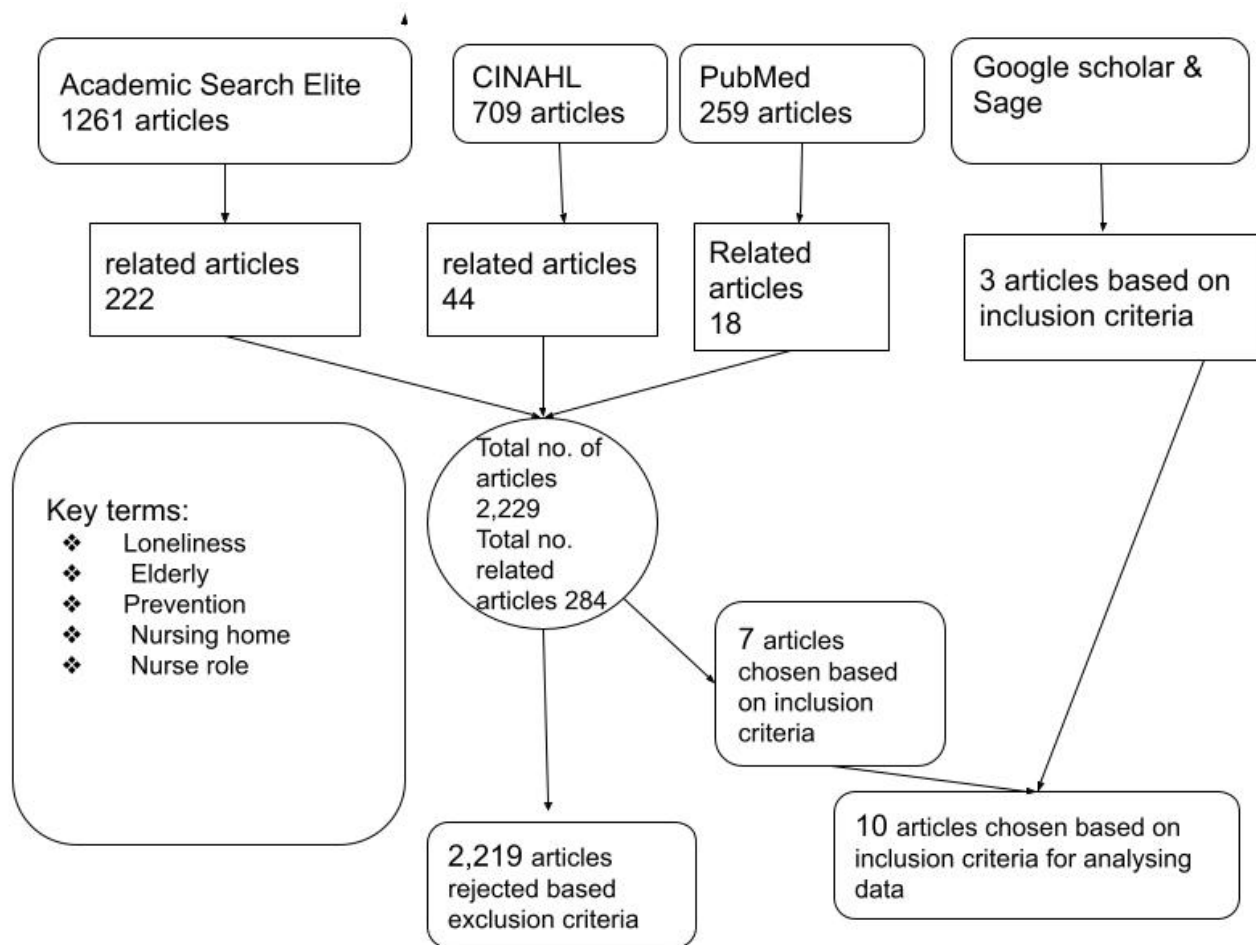 Academic Search Elite
1261 articles
CINAHL
709 articles
PubMed
259 articles
Google scholar &
Sage
related articles
222
related articles
44
Related
articles
18
3 articles based on
inclusion criteria
Key terms:
❖ Loneliness
❖ Elderly
❖ Prevention
❖ Nursing home
❖ Nurse role
Total no. of
articles
2,229
Total no.
related
articles 284
7 articles
chosen based
on inclusion
criteria
2,219 articles
rejected based
exclusion criteria
10 articles chosen based on
inclusion criteria for analysing
data